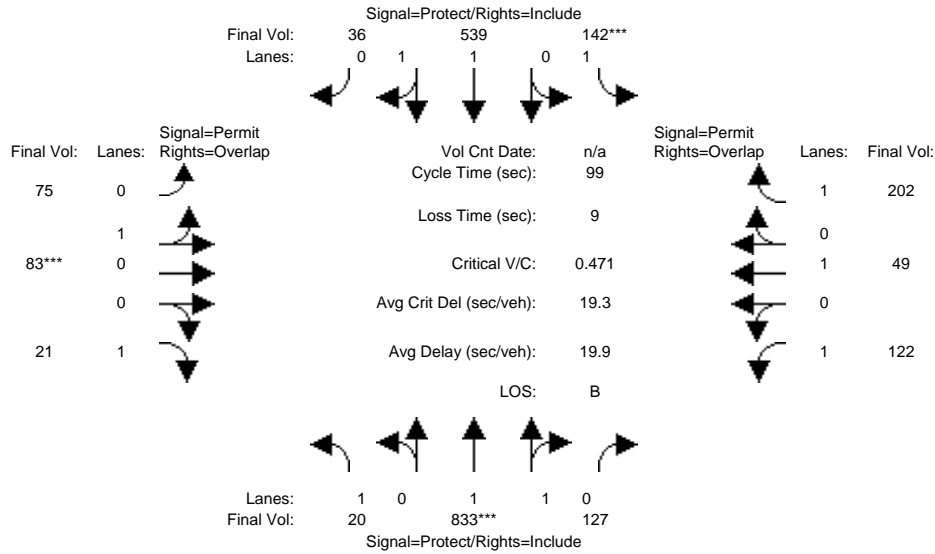 Signal=Protect/Rights=Include
Final Vol: 36 539 142***
Lanes: 0 1 1 0 1
Signal=Permit Signal=Permit
Final Vol: Lanes: Rights=Overlap Vol Cnt Date: n/a Rights=Overlap Lanes: Final Vol:
Cycle Time (sec): 99
75 0 1 202
Loss Time (sec): 9
1 0
83*** 0 Critical V/C: 0.471 1 49
0 Avg Crit Del (sec/veh): 19.3 0
21 1 Avg Delay (sec/veh): 19.9 1 122
LOS: B
Lanes: 1 0 1 1 0
Final Vol: 20 833*** 127
Signal=Protect/Rights=Include